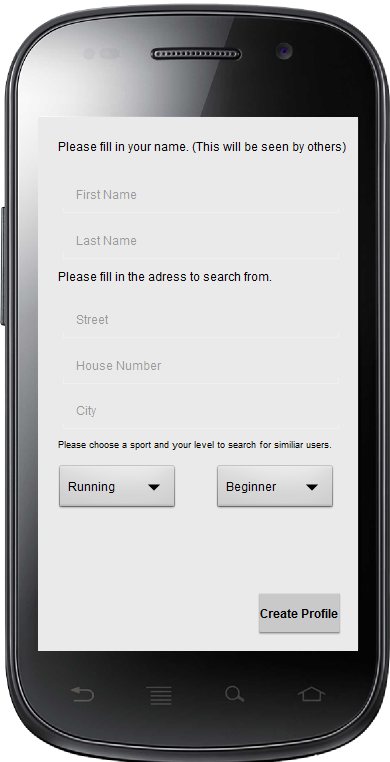 Please fill in your name. (This will be seen by others)
First Name
Last Name
Please fill in the adress to search from.
Street
House Number
City
Please choose a sport and your level to search for similiar users.
Running
Beginner
Create Profile